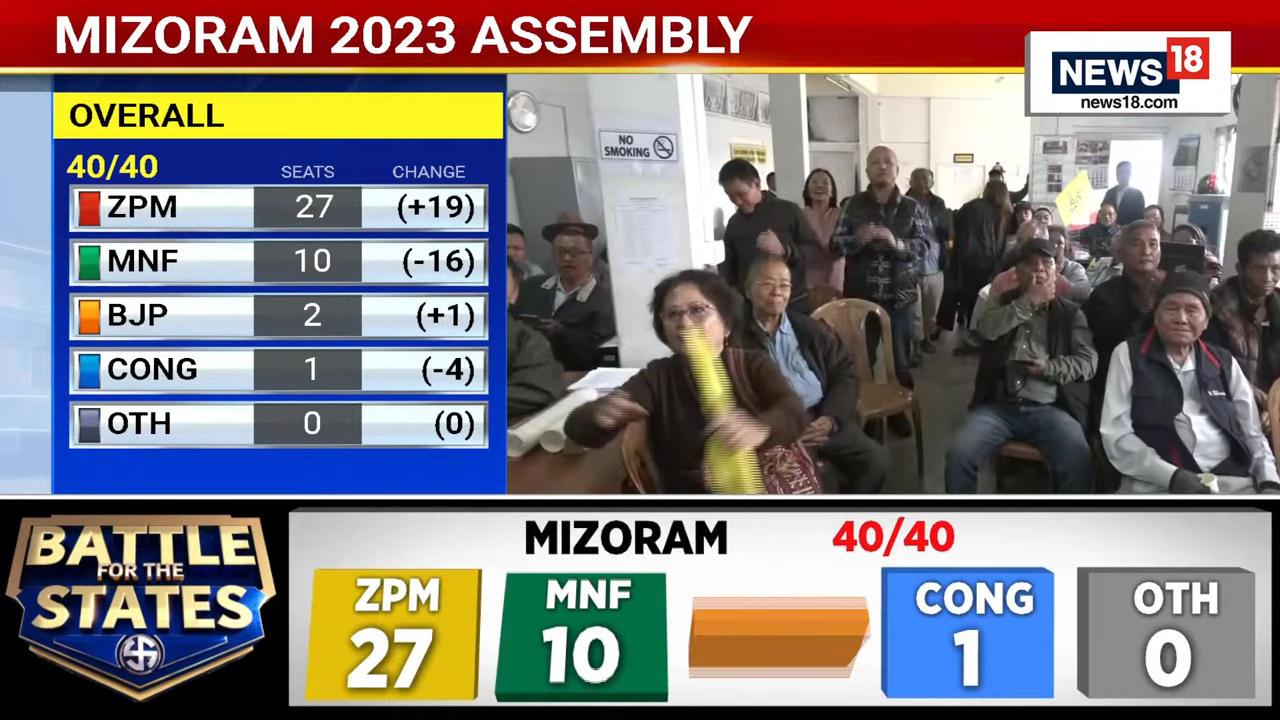 MIZORAM 2023 ASSEMBLY
NEWS 18
news18.com
OVERALL
40/40 SEATS CHANGE
ZPM 27 (+19)
MNF 10 (-16)
BJP 2 (+1)
CONG 1 (-4)
OTH 0 (0)
NO
SMOKING
BATTLE
FOR THE
STATES
MIZORAM 40/40
ZPM MNF CONG OTH
27 10 1 0